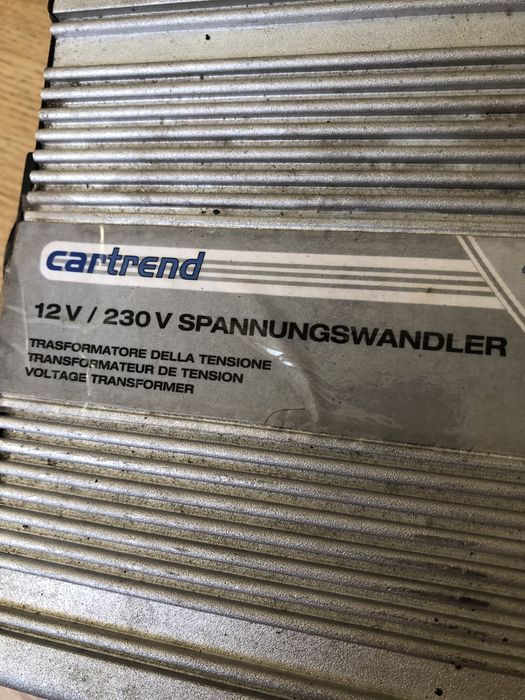 cartrend
12 V / 230 V SPANNUNGSWANDLER
TRASFORMATORE DELLA TENSIONE
TRANSFORMATEUR DE TENSION
VOLTAGE TRANSFORMER